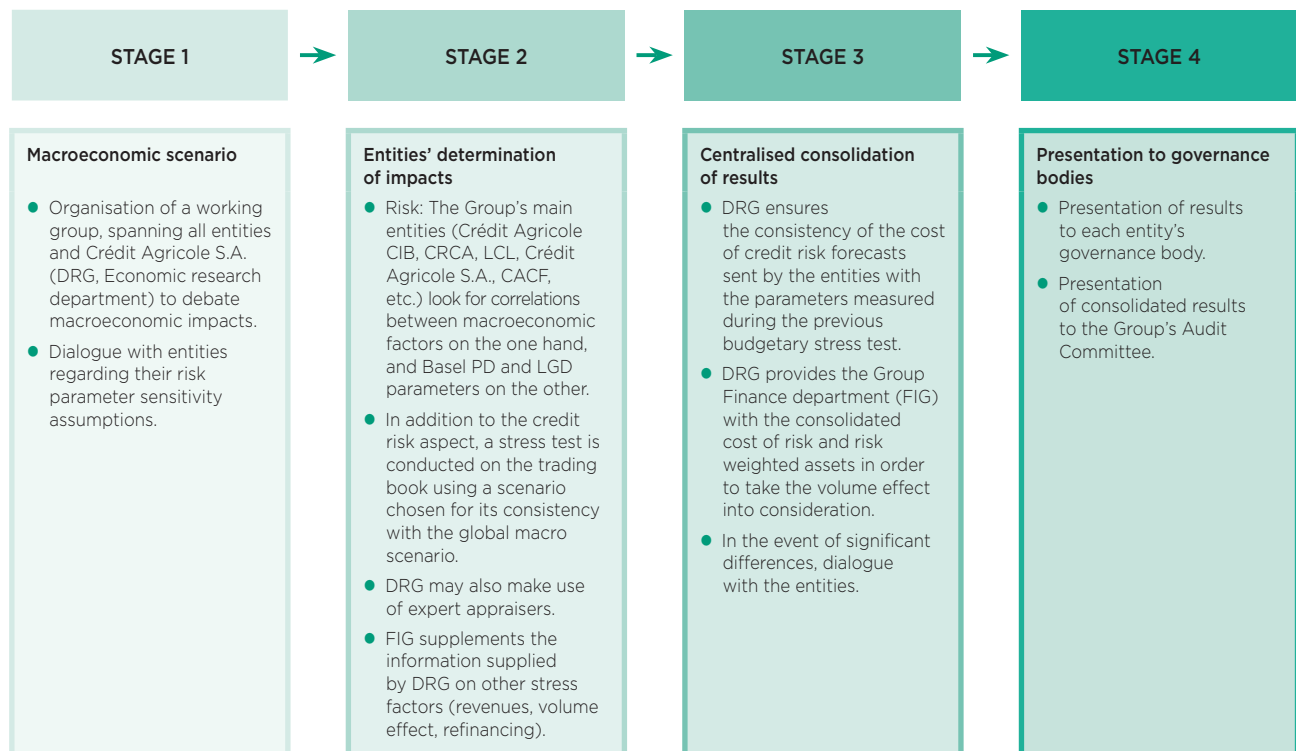 STAGE 1
STAGE 2
STAGE 3
STAGE 4
Macroeconomic scenario
Organisation of a working
group, spanning all entities
and Crédit Agricole S.A.
(DRG, Economic research
department) to debate
macroeconomic impacts.
Dialogue with entities
regarding their risk
parameter sensitivity
assumptions.
Entities’ determination
of impacts
Risk: The Group’s main
entities (Crédit Agricole
CIB, CRCA, LCL, Crédit
Agricole S.A., CACF,
etc.) look for correlations
between macroeconomic
factors on the one hand,
and Basel PD and LGD
parameters on the other.
In addition to the credit
risk aspect, a stress test is
conducted on the trading
book using a scenario
chosen for its consistency
with the global macro
scenario.
DRG may also make use
of expert appraisers.
FIG supplements the
information supplied
by DRG on other stress
factors (revenues, volume
effect, refinancing).
Centralised consolidation
of results
DRG ensures
the consistency of the cost
of credit risk forecasts
sent by the entities with
the parameters measured
during the previous
budgetary stress test.
DRG provides the Group
Finance department (FIG)
with the consolidated
cost of risk and risk
weighted assets in order
to take the volume effect
into consideration.
In the event of significant
differences, dialogue
with the entities.
Presentation to governance
bodies
Presentation of results
to each entity’s
governance body.
Presentation
of consolidated results
to the Group’s Audit
Committee.